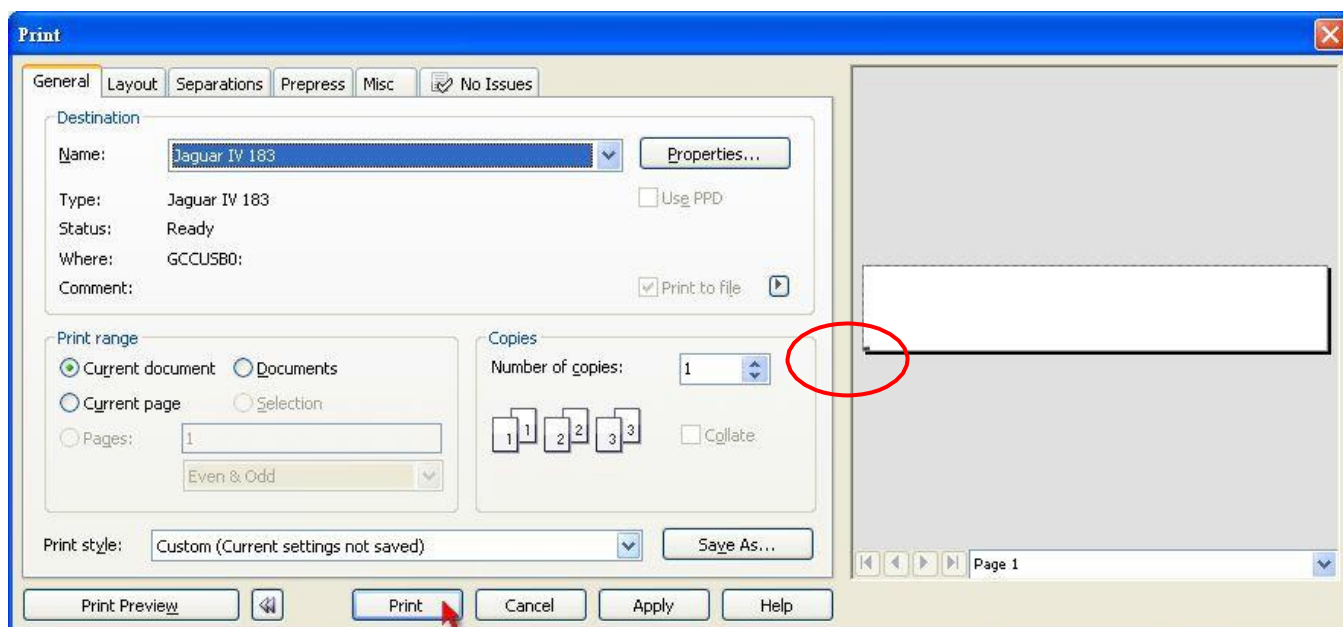 Print
General Layout Separations Prepress Misc No Issues
Destination
Name: Jaguar IV 183 Properties...
Type: Jaguar IV 183 Use PPD
Status: Ready
Where: GCCUSB0:
Comment: Print to file
Print range
Current document Documents
Current page Selection
Pages: 1
Even & Odd
Copies
Number of copies: 1
1 1 2 2 3 3 Collate
Print style: Custom (Current settings not saved) Save As...
Page 1
Print Preview Print Cancel Apply Help